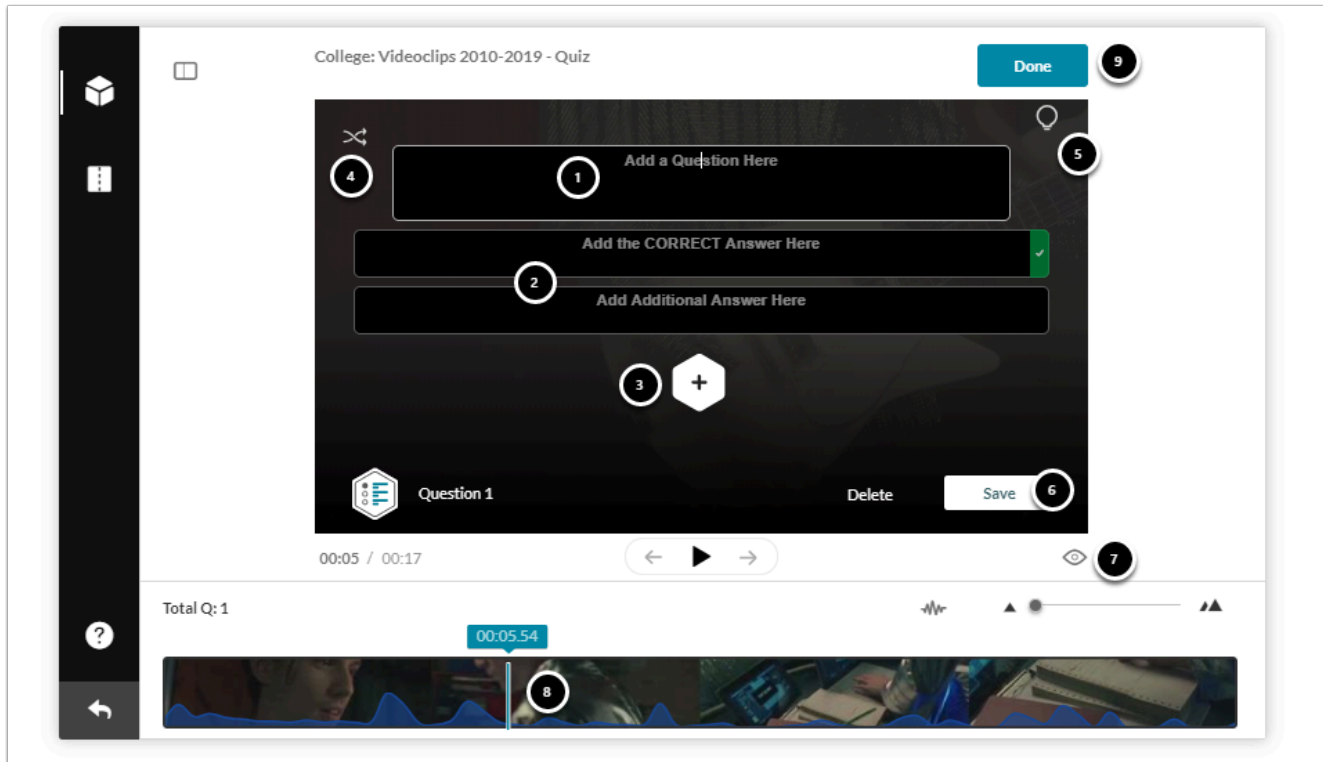 College: Videoclips 2010-2019 - Quiz
Done
9
5
4
Add a Question Here
1
Add the CORRECT Answer Here
2
Add Additional Answer Here
3
+
Question 1
Delete
Save
6
00:05 / 00:17
7
Total Q: 1
?
00:05.54
8